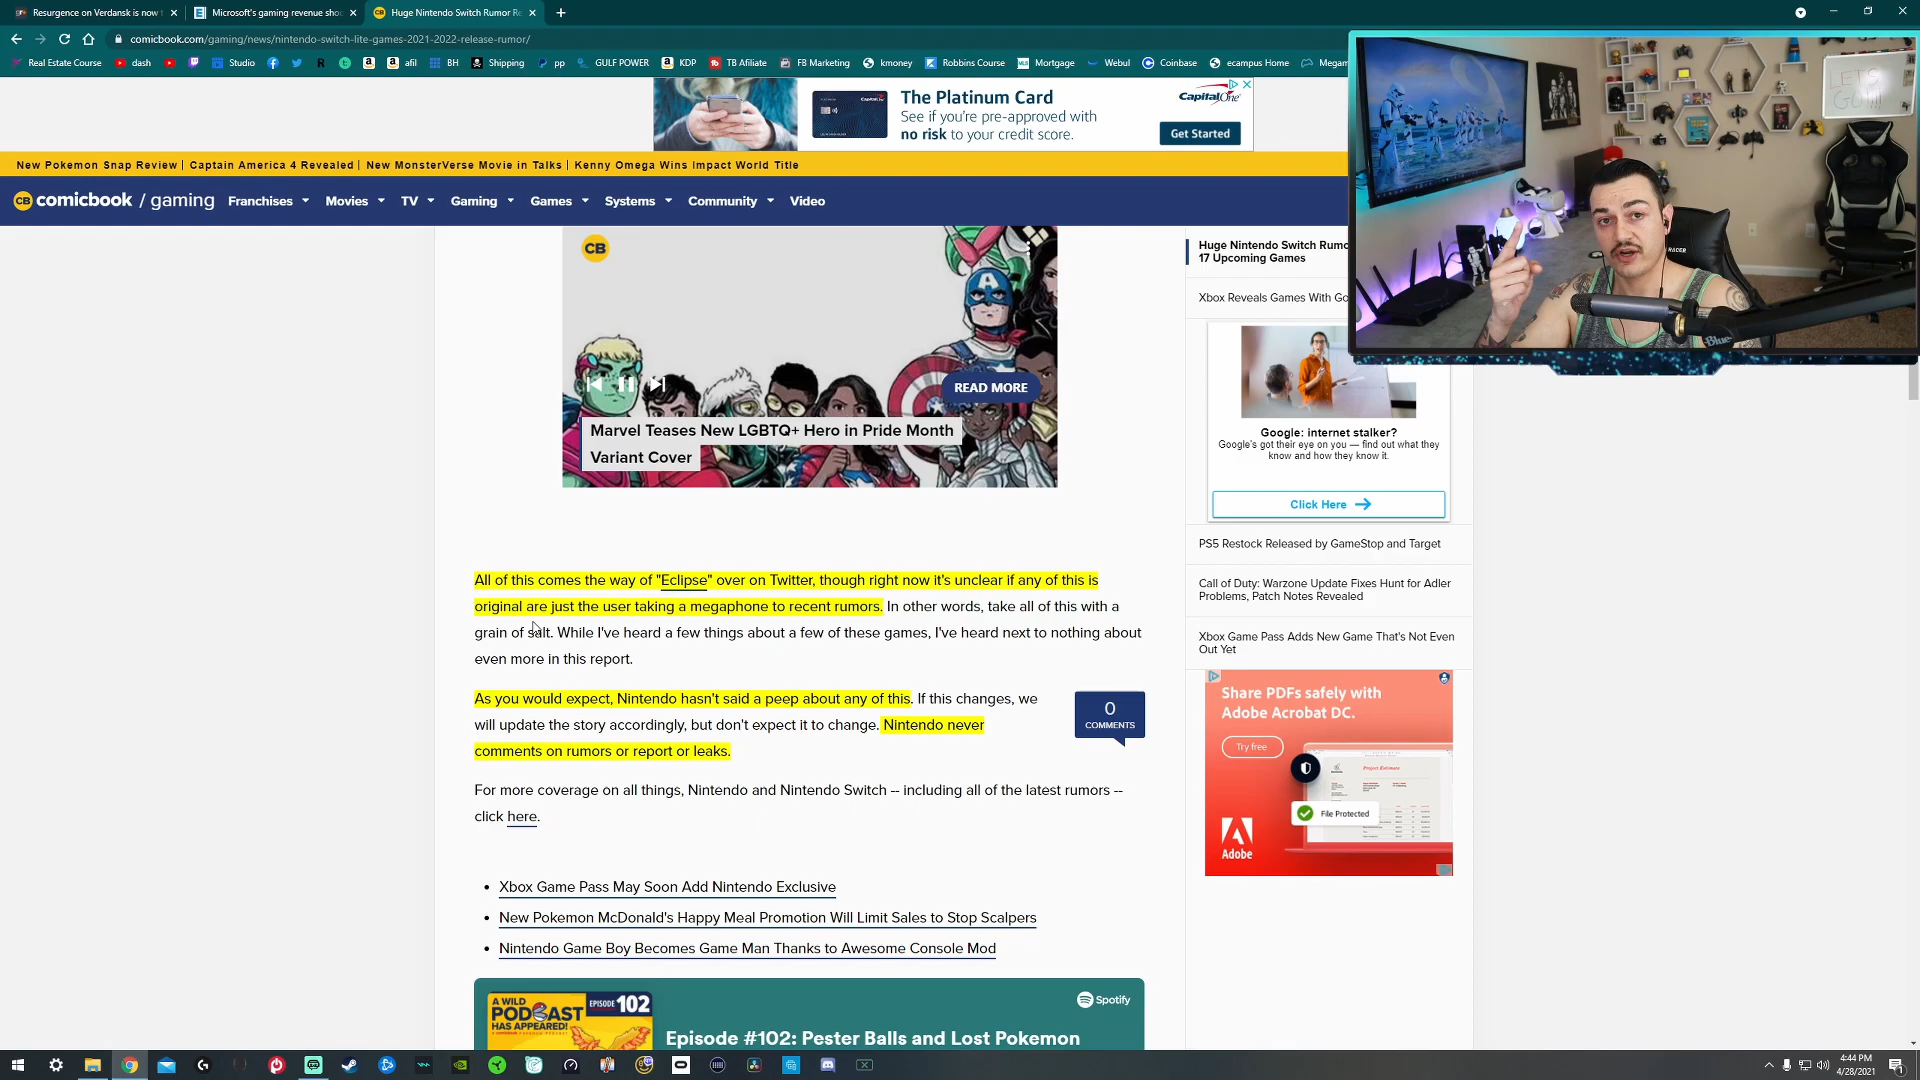 Resurgence on Verdansk is now
Microsoft's gaming revenue sho
Huge Nintendo Switch Rumor Re
comicbook.com/gaming/news/nintendo-switch-lite-games-2021-2022-release-rumor/
Real Estate Course
dash
Studio
afil
BH
Shipping
pp
GULF POWER
KDP
TB Afiliate
FB Marketing
kmoney
Robbins Course
Mortgage
Webul
Coinbase
ecampus Home
Megam
The Platinum Card
See if you're pre-approved with
no risk to your credit score.
Capital One
Get Started
LETS
GO!!!!
New Pokemon Snap Review | Captain America 4 Revealed | New MonsterVerse Movie in Talks | Kenny Omega Wins Impact World Title
CB comicbook / gaming
Franchises
Movies
TV
Gaming
Games
Systems
Community
Video
CB
READ MORE
Marvel Teases New LGBTQ+ Hero in Pride Month
Variant Cover
All of this comes the way of "Eclipse" over on Twitter, though right now it's unclear if any of this is
original are just the user taking a megaphone to recent rumors. In other words, take all of this with a
grain of salt. While I've heard a few things about a few of these games, I've heard next to nothing about
even more in this report.
As you would expect, Nintendo hasn't said a peep about any of this. If this changes, we
will update the story accordingly, but don't expect it to change. Nintendo never
comments on rumors or report or leaks.
0
COMMENTS
For more coverage on all things, Nintendo and Nintendo Switch -- including all of the latest rumors --
click here.
Xbox Game Pass May Soon Add Nintendo Exclusive
New Pokemon McDonald's Happy Meal Promotion Will Limit Sales to Stop Scalpers
Nintendo Game Boy Becomes Game Man Thanks to Awesome Console Mod
A WILD
PODCAST
HAS APPEARED!
EPISODE 102
Spotify
Episode #102: Pester Balls and Lost Pokemon
Huge Nintendo Switch Rumo
17 Upcoming Games
Xbox Reveals Games With Go
RACER
Blue
Google: internet stalker?
Google's got their eye on you — find out what they
know and how they know it.
Click Here
PS5 Restock Released by GameStop and Target
Call of Duty: Warzone Update Fixes Hunt for Adler
Problems, Patch Notes Revealed
Xbox Game Pass Adds New Game That's Not Even
Out Yet
Share PDFs safely with
Adobe Acrobat DC.
Try free
Project Estimate
File Protected
Adobe
4:44 PM
4/28/2021